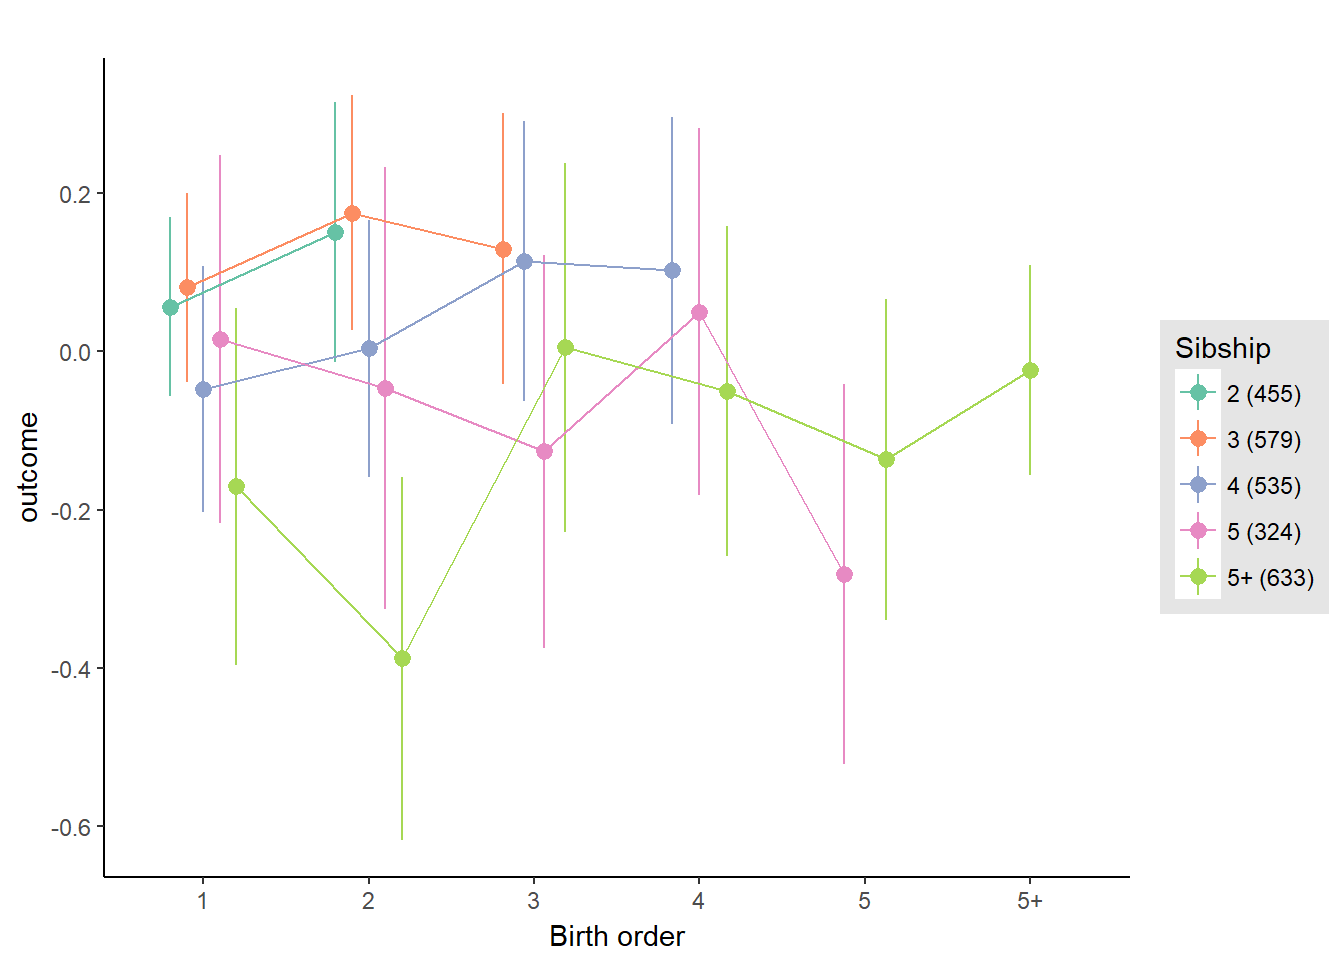 outcome
0.2
0.0
-0.2
-0.4
-0.6
1 2 3 4 5 5+
Birth order
Sibship
2 (455)
3 (579)
4 (535)
5 (324)
5+ (633)